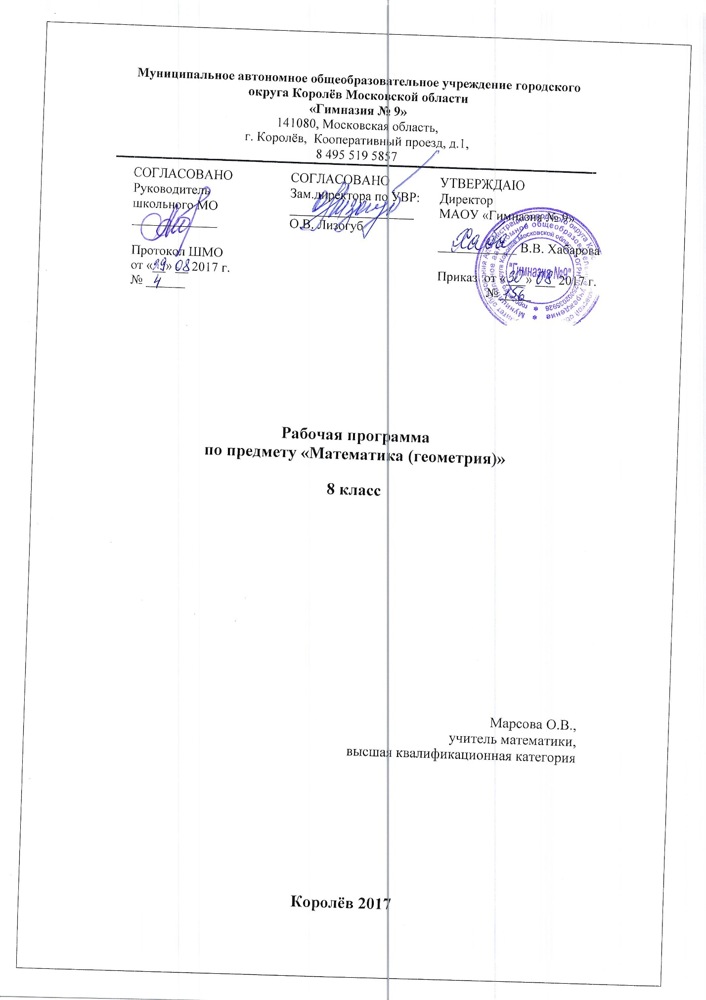 Муниципальное автономное общеобразовательное учреждение городского
округа Королёв Московской области
«Гимназия № 9»
141080, Московская область,
г. Королёв, Кооперативный проезд, д.1,
8 495 519 5857
СОГЛАСОВАНО
Руководитель
школьного МО
Протокол ШМО
от «29» 08 2017 г.
№ 4
СОГЛАСОВАНО
Зам.директора по УВР:
О.В. Лизогуб
УТВЕРЖДАЮ
Директор
МАОУ «Гимназия № 9»
В.В. Хабарова
Приказ от «30» 08 2017 г.
№ 156
"Гимназия №9"
Рабочая программа
по предмету «Математика (геометрия)»
8 класс
Марсова О.В.,
учитель математики,
высшая квалификационная категория
Королёв 2017